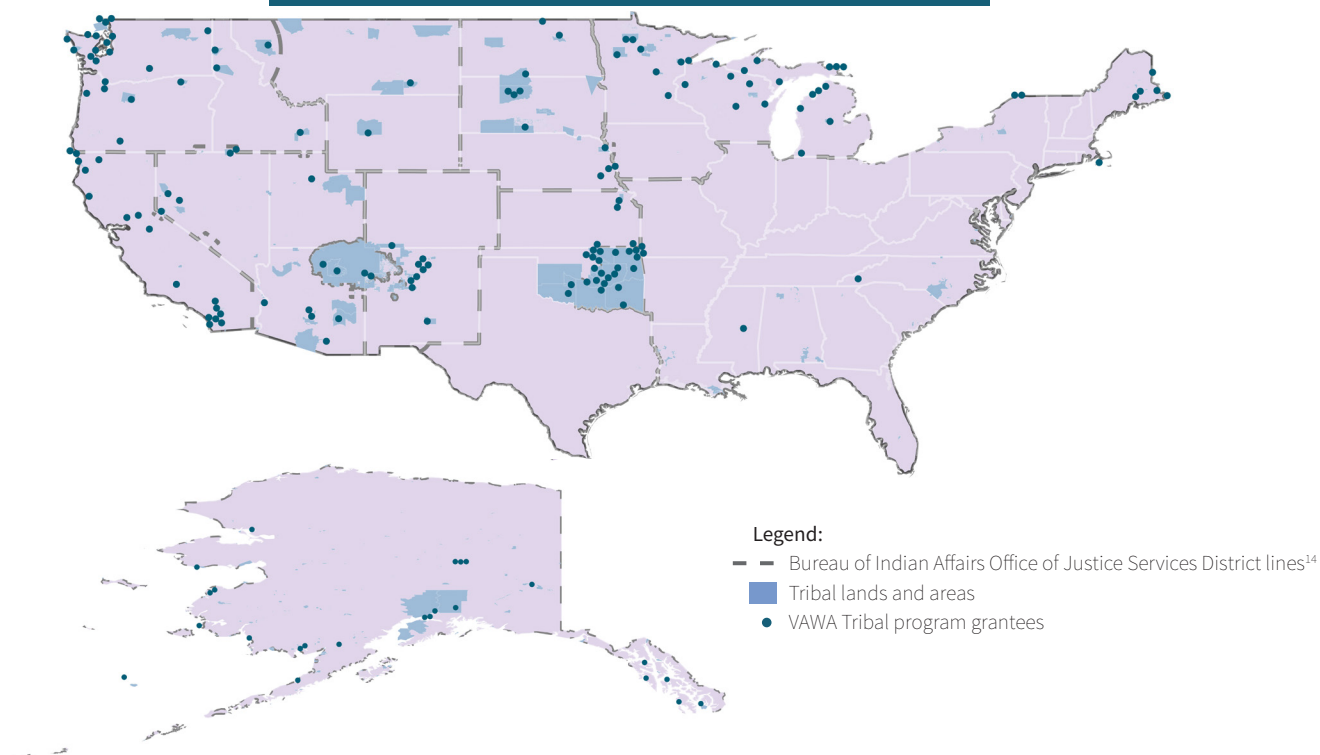 Legend:
Bureau of Indian Affairs Office of Justice Services District lines14
Tribal lands and areas
VAWA Tribal program grantees